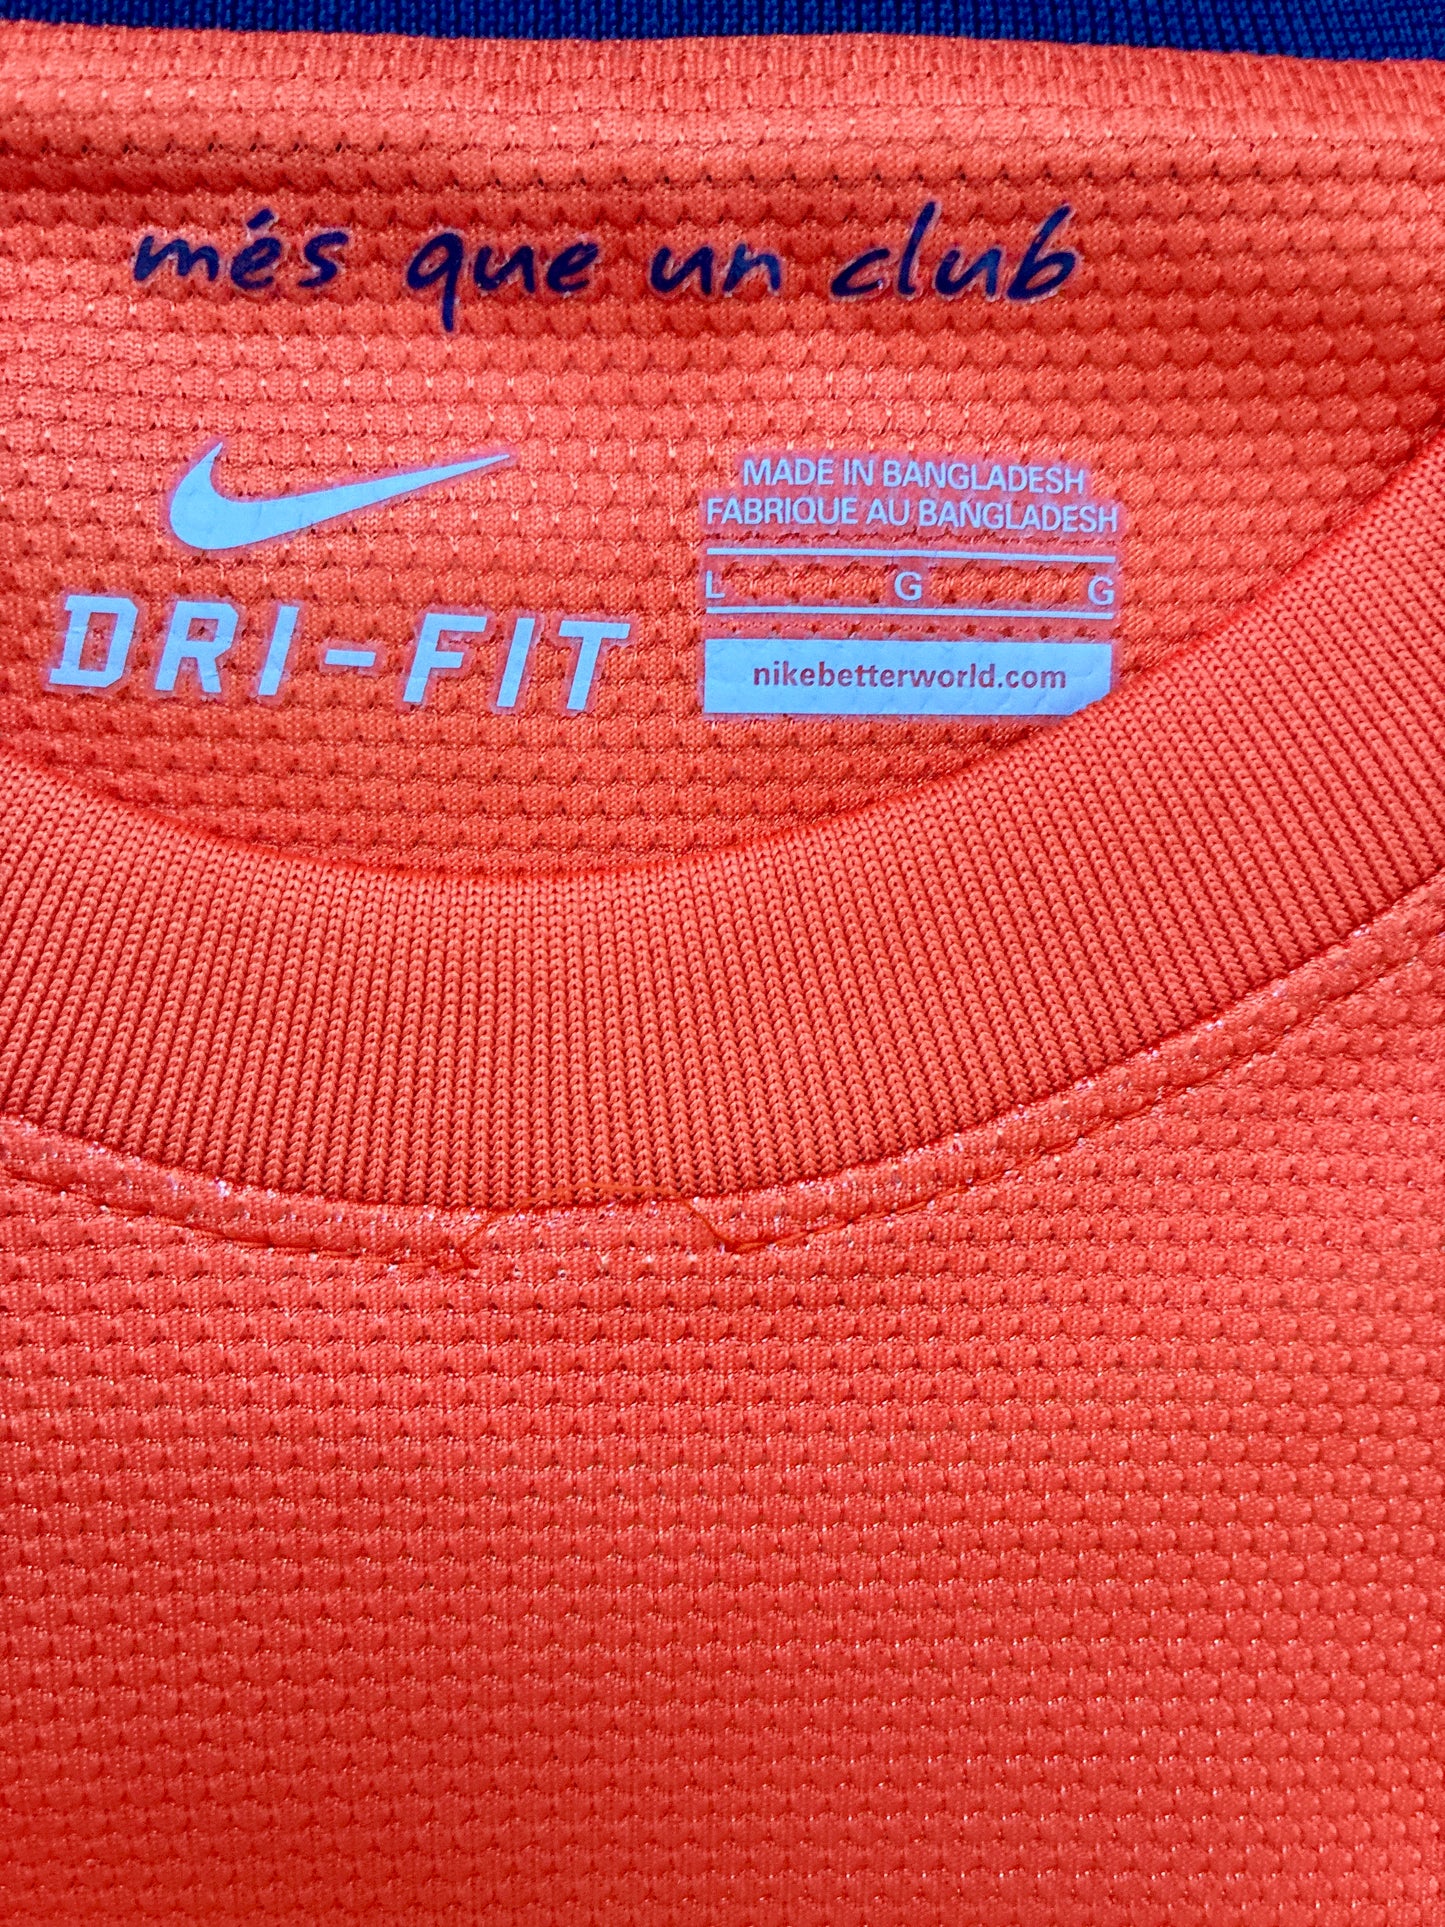 més que un club
MADE IN BANGLADESH
FABRIQUE AU BANGLADESH
L G G
DRI-FIT
nikebetterworld.com